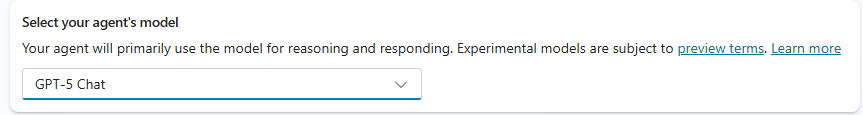 Select your agent's model
Your agent will primarily use the model for reasoning and responding. Experimental models are subject to preview terms. Learn more
GPT-5 Chat